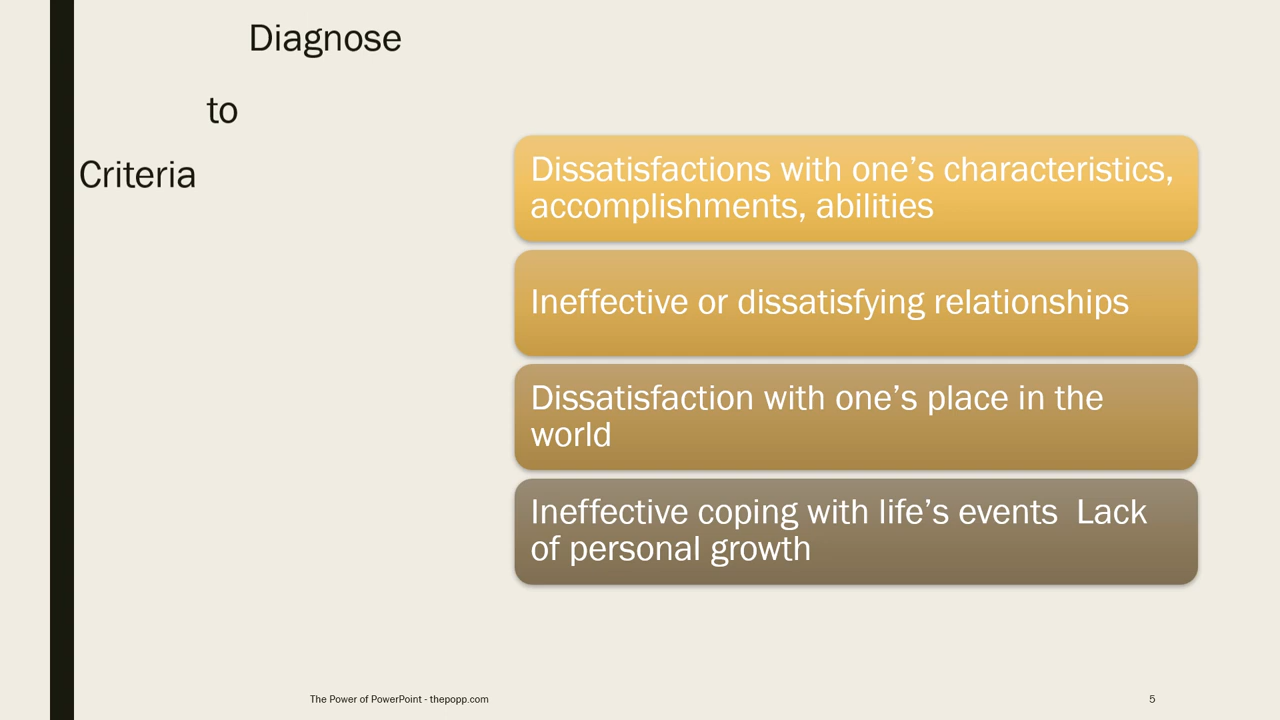 Diagnose
to
Criteria
Dissatisfactions with one’s characteristics,
accomplishments, abilities
Ineffective or dissatisfying relationships
Dissatisfaction with one’s place in the
world
Ineffective coping with life’s events  Lack
of personal growth
The Power of PowerPoint - thepopp.com
5